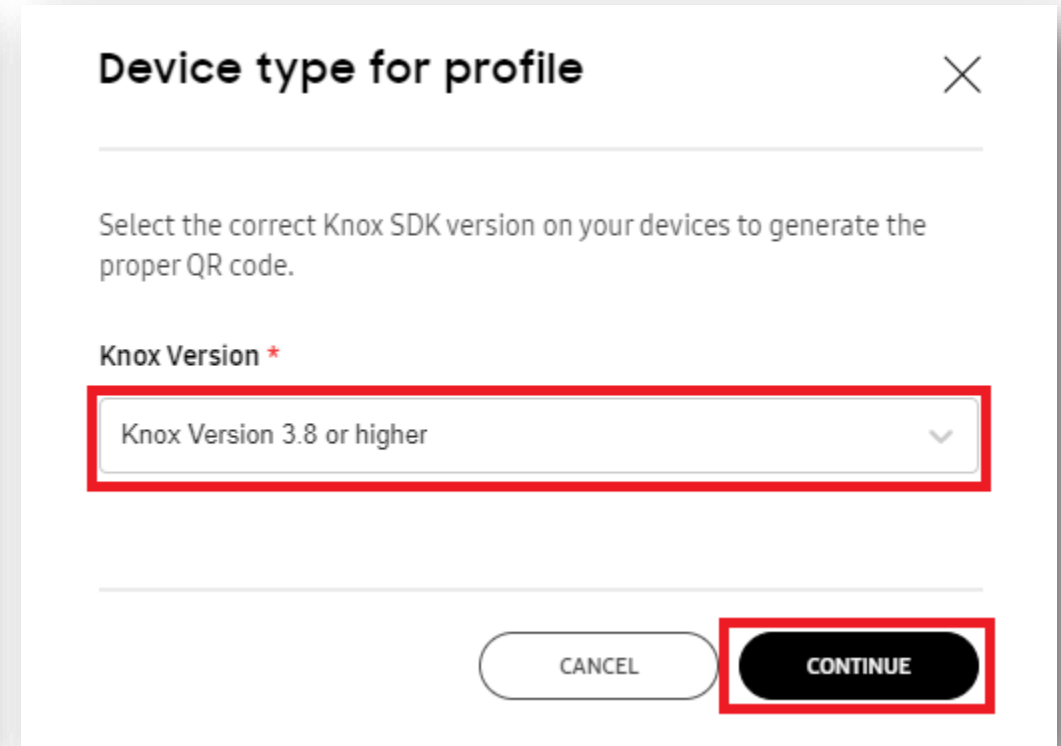 Device type for profile
Select the correct Knox SDK version on your devices to generate the
proper QR code.
Knox Version *
Knox Version 3.8 or higher
CANCEL
CONTINUE